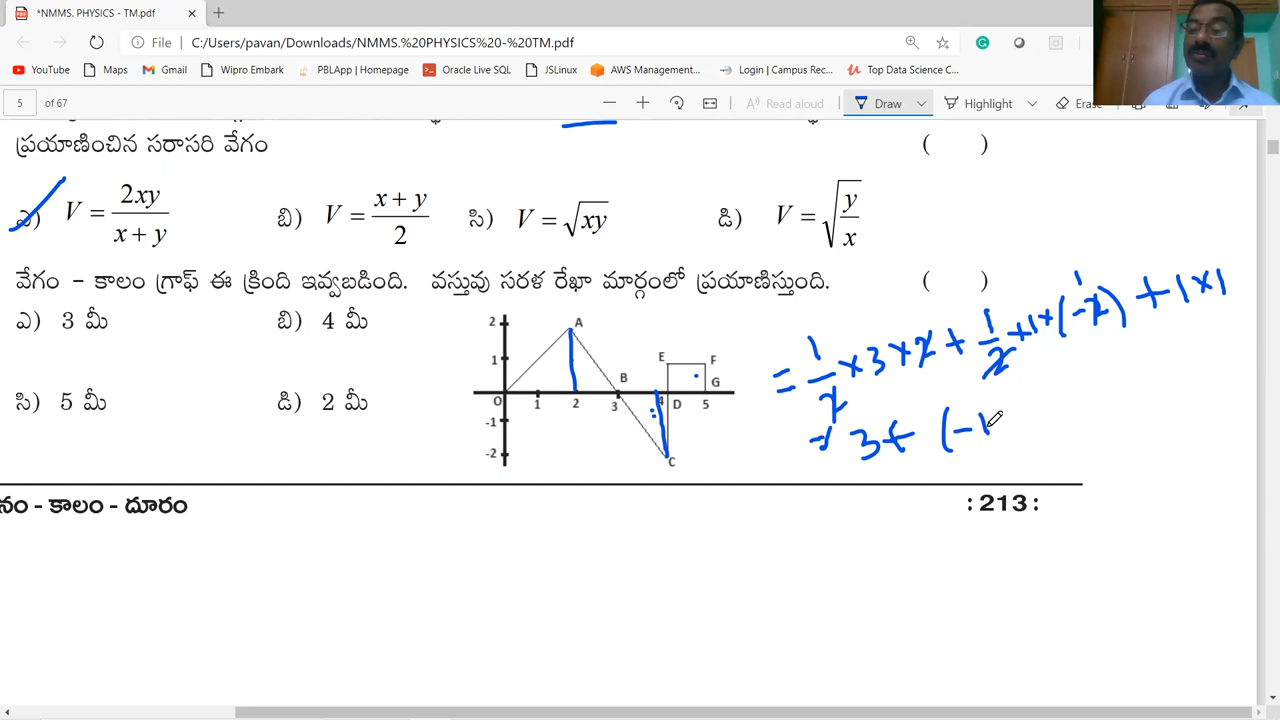 *NMMS. PHYSICS - TM.pdf
File C:/Users/pavan/Downloads/NMMS.%20PHYSICS%20-%20TM.pdf
YouTube Maps Gmail Wipro Embark PBLApp | Homepage Oracle Live SQL JSLinux AWS Management... Login | Campus Rec... Top Data Science C...
5 of 67 Read aloud Draw Highlight Erase
ప్రయాణించిన సరాసరి వేగం ( )
ఎ) V = 2xy / (x + y) బి) V = (x + y) / 2 సి) V = √xy డి) V = √(y / x)
వేగం - కాలం గ్రాఫ్ ఈ క్రింది ఇవ్వబడింది. వస్తువు సరళ రేఖా మార్గంలో ప్రయాణిస్తుంది. ( )
ఎ) 3 మీ బి) 4 మీ
సి) 5 మీ డి) 2 మీ
2 A
1 E F
B
O 1 2 3 4 D 5 G
-1
-2 C
= 1/2 × 3 × 2 + 1/2 × 1 × (-2) + 1 × 1
⇒ 3 + (-1
నం - కాలం - దూరం : 213 :